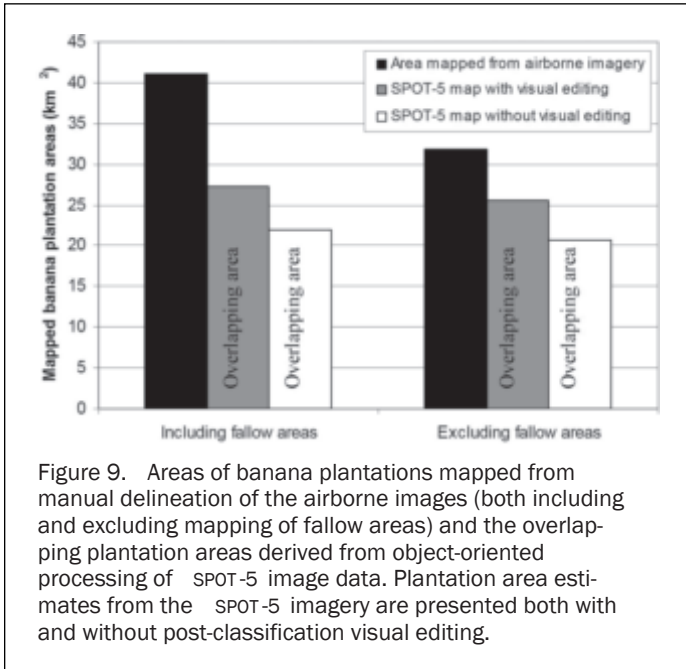 45
40
35
30
25
20
15
10
5
0
Mapped banana plantation areas (km²)
Area mapped from airborne imagery
SPOT-5 map with visual editing
SPOT-5 map without visual editing
Overlapping area
Overlapping area
Overlapping area
Overlapping area
Including fallow areas
Excluding fallow areas
Figure 9. Areas of banana plantations mapped from
manual delineation of the airborne images (both including
and excluding mapping of fallow areas) and the overlap-
ping plantation areas derived from object-oriented
processing of SPOT-5 image data. Plantation area esti-
mates from the SPOT-5 imagery are presented both with
and without post-classification visual editing.